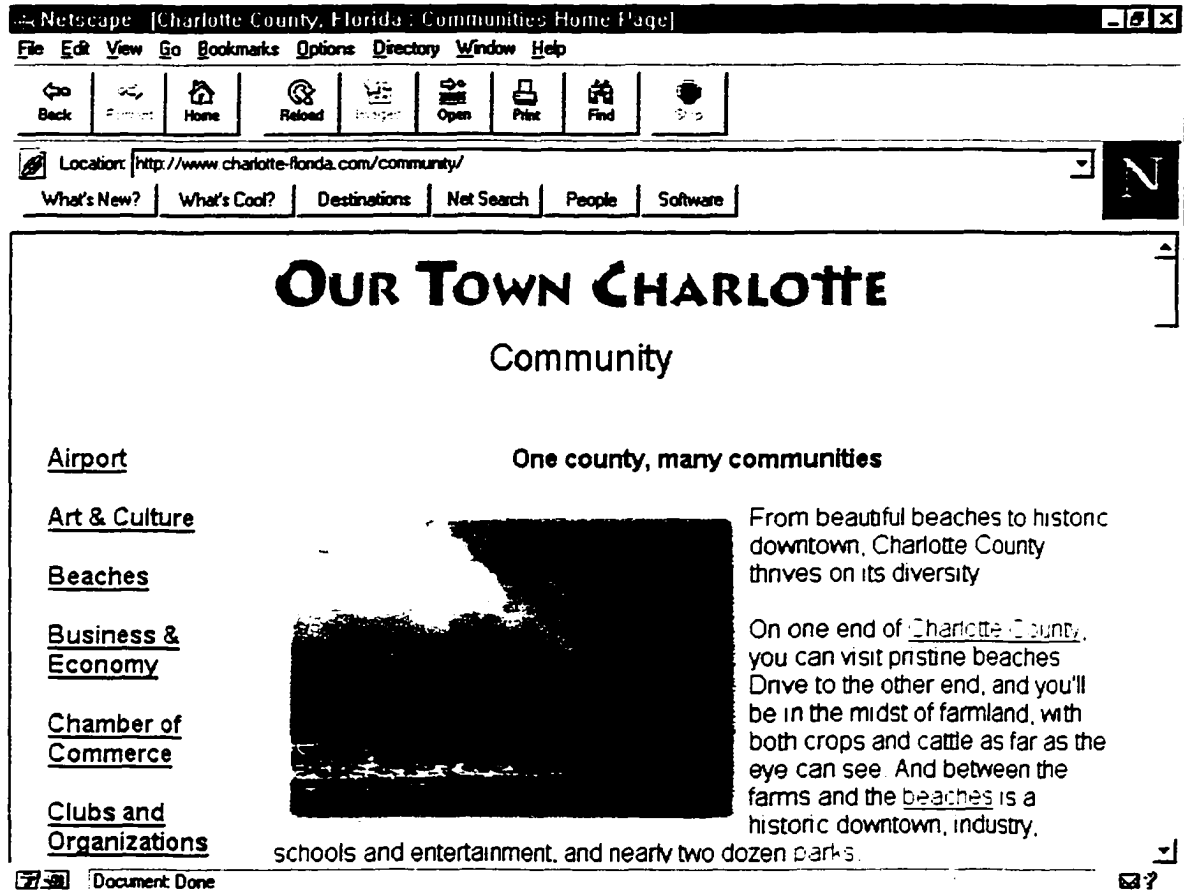 Netscape [Charlotte County, Florida : Communities Home Page]
File Edit View Go Bookmarks Options Directory Window Help
Back Forward Home Reload Images Open Print Find Stop
Location: http://www.charlotte-florida.com/community/
N
What's New? What's Cool? Destinations Net Search People Software
OUR TOWN CHARLOTTE
Community
Airport
One county, many communities
Art & Culture
Beaches
Business &
Economy
Chamber of
Commerce
Clubs and
Organizations
From beautiful beaches to historic
downtown, Charlotte County
thrives on its diversity
On one end of Charlotte County,
you can visit pristine beaches
Drive to the other end, and you'll
be in the midst of farmland, with
both crops and cattle as far as the
eye can see. And between the
farms and the beaches is a
historic downtown, industry,
schools and entertainment, and nearly two dozen parks.
Document: Done
?